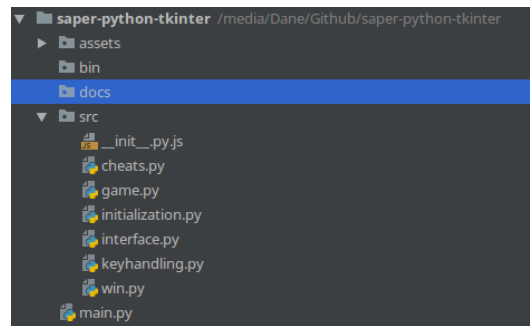 saper-python-tkinter /media/Dane/Github/saper-python-tkinter
assets
bin
docs
src
__init__.py.js
cheats.py
game.py
initialization.py
interface.py
keyhandling.py
win.py
main.py